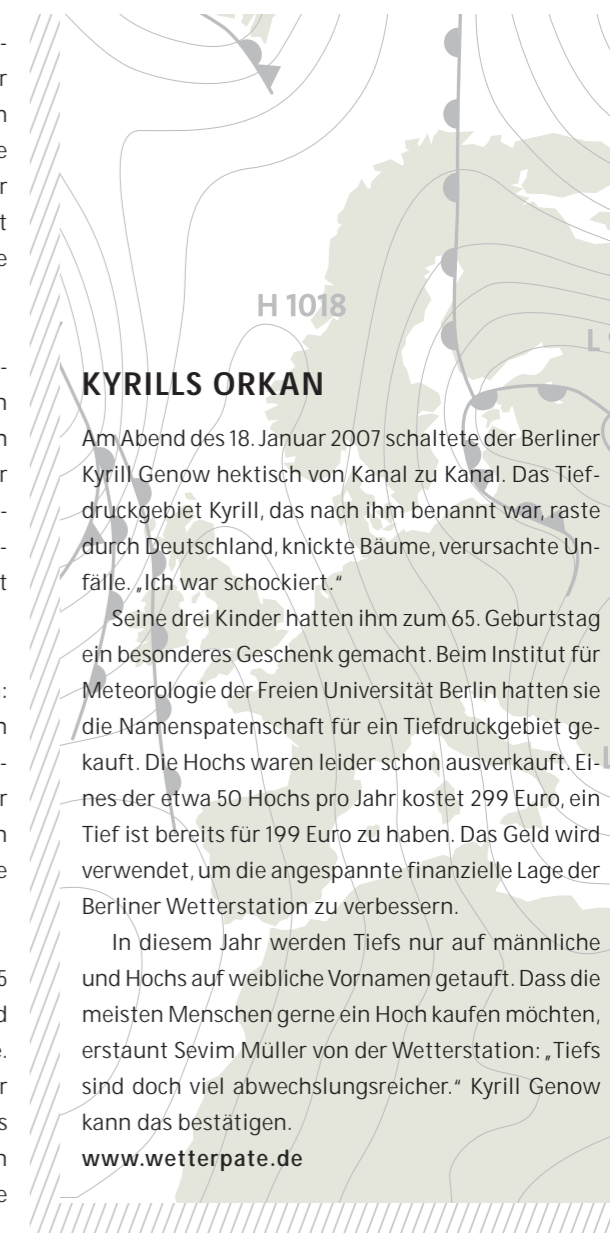 H 1018
L
KYRILLS ORKAN
Am Abend des 18. Januar 2007 schaltete der Berliner
Kyrill Genow hektisch von Kanal zu Kanal. Das Tief-
druckgebiet Kyrill, das nach ihm benannt war, raste
durch Deutschland, knickte Bäume, verursachte Un-
fälle. „Ich war schockiert.“
Seine drei Kinder hatten ihm zum 65. Geburtstag
ein besonderes Geschenk gemacht. Beim Institut für
Meteorologie der Freien Universität Berlin hatten sie
die Namenspatenschaft für ein Tiefdruckgebiet ge-
kauft. Die Hochs waren leider schon ausverkauft. Ei-
nes der etwa 50 Hochs pro Jahr kostet 299 Euro, ein
Tief ist bereits für 199 Euro zu haben. Das Geld wird
verwendet, um die angespannte finanzielle Lage der
Berliner Wetterstation zu verbessern.
In diesem Jahr werden Tiefs nur auf männliche
und Hochs auf weibliche Vornamen getauft. Dass die
meisten Menschen gerne ein Hoch kaufen möchten,
erstaunt Sevim Müller von der Wetterstation: „Tiefs
sind doch viel abwechslungsreicher.“ Kyrill Genow
kann das bestätigen.
www.wetterpate.de